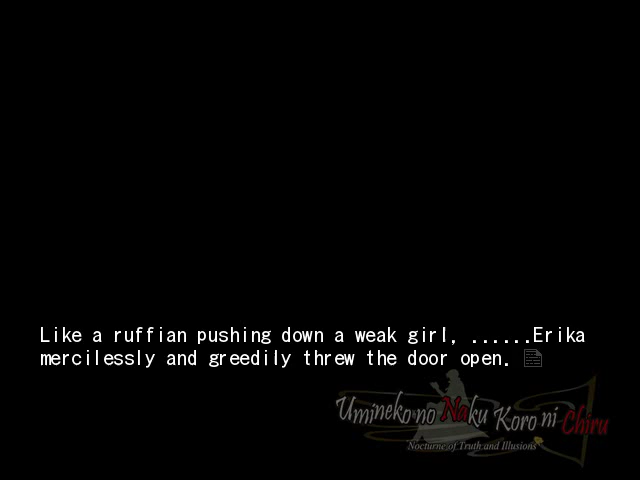 Like a ruffian pushing down a weak girl, ......Erika
mercilessly and greedily threw the door open.
Umineko no Naku Koro ni Chiru
Nocturne of Truth and Illusions